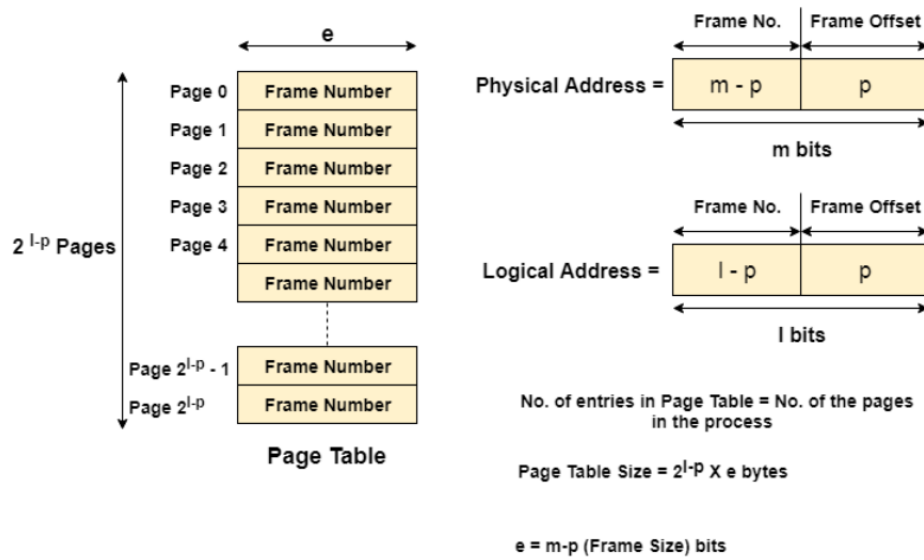 e
Page 0 Frame Number
Page 1 Frame Number
Page 2 Frame Number
Page 3 Frame Number
Page 4 Frame Number
Frame Number
2 l-p Pages
Page 2l-p - 1 Frame Number
Page 2l-p Frame Number
Page Table
Frame No. Frame Offset
Physical Address = m - p p
m bits
Frame No. Frame Offset
Logical Address = l - p p
l bits
No. of entries in Page Table = No. of the pages
in the process
Page Table Size = 2l-p X e bytes
e = m-p (Frame Size) bits